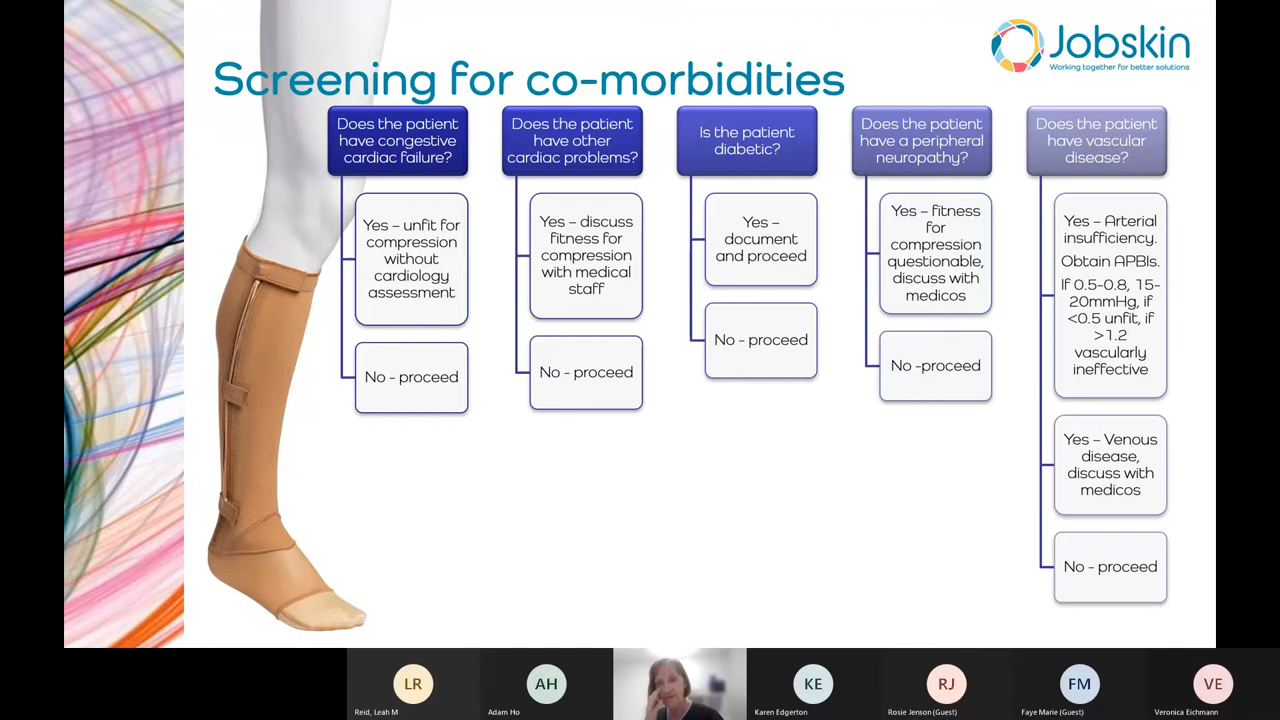 Jobskin
Working together for better solutions
Screening for co-morbidities
Does the patient
have congestive
cardiac failure?
Yes – unfit for
compression
without
cardiology
assessment
No - proceed
Does the patient
have other
cardiac problems?
Yes – discuss
fitness for
compression
with medical
staff
No - proceed
Is the patient
diabetic?
Yes –
document
and proceed
No - proceed
Does the patient
have a peripheral
neuropathy?
Yes – fitness
for
compression
questionable,
discuss with
medicos
No -proceed
Does the patient
have vascular
disease?
Yes – Arterial
insufficiency.
Obtain APBIs.
If 0.5-0.8, 15-
20mmHg, if
<0.5 unfit, if
>1.2
vascularly
ineffective
Yes – Venous
disease,
discuss with
medicos
No - proceed
LR
Reid, Leah M
AH
Adam Ho
KE
Karen Edgerton
RJ
Rosie Jenson (Guest)
FM
Faye Marie (Guest)
VE
Veronica Eichmann